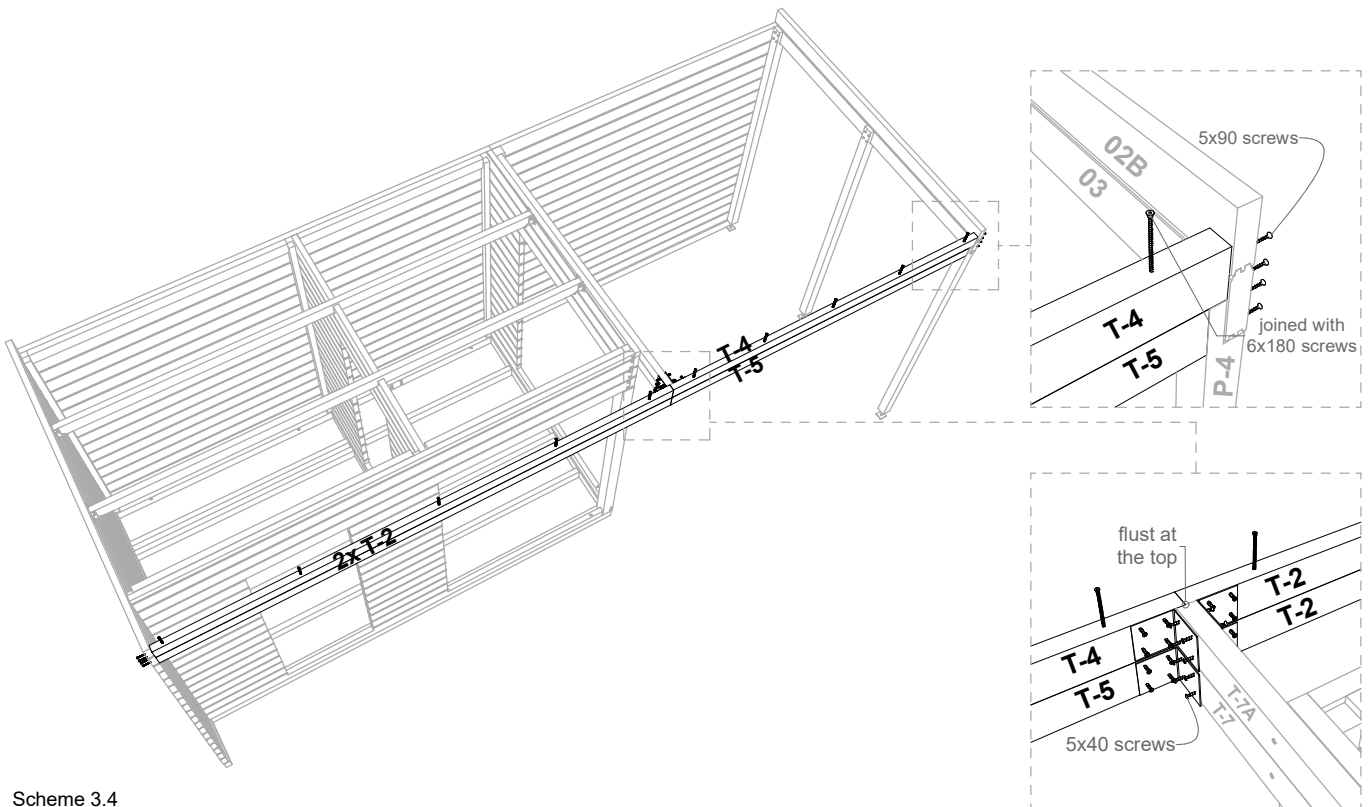 02B
03
5x90 screws
T-4
T-5
P-4
joined with
6x180 screws
T-4
T-5
2x T-2
flust at
the top
T-2
T-2
T-4
T-5
T-7A
T-7
5x40 screws
Scheme 3.4